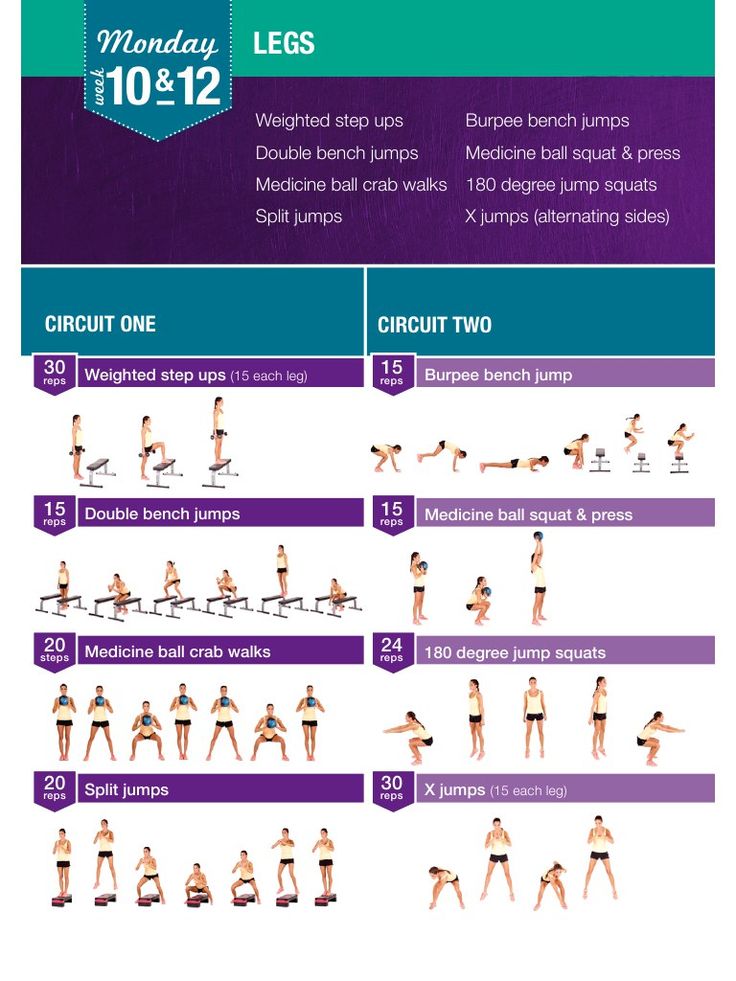 Monday
week
10 & 12
LEGS
Weighted step ups
Double bench jumps
Medicine ball crab walks
Split jumps
Burpee bench jumps
Medicine ball squat & press
180 degree jump squats
X jumps (alternating sides)
CIRCUIT ONE
30
reps
Weighted step ups (15 each leg)
15
reps
Double bench jumps
20
steps
Medicine ball crab walks
20
reps
Split jumps
CIRCUIT TWO
15
reps
Burpee bench jump
15
reps
Medicine ball squat & press
24
reps
180 degree jump squats
30
reps
X jumps (15 each leg)